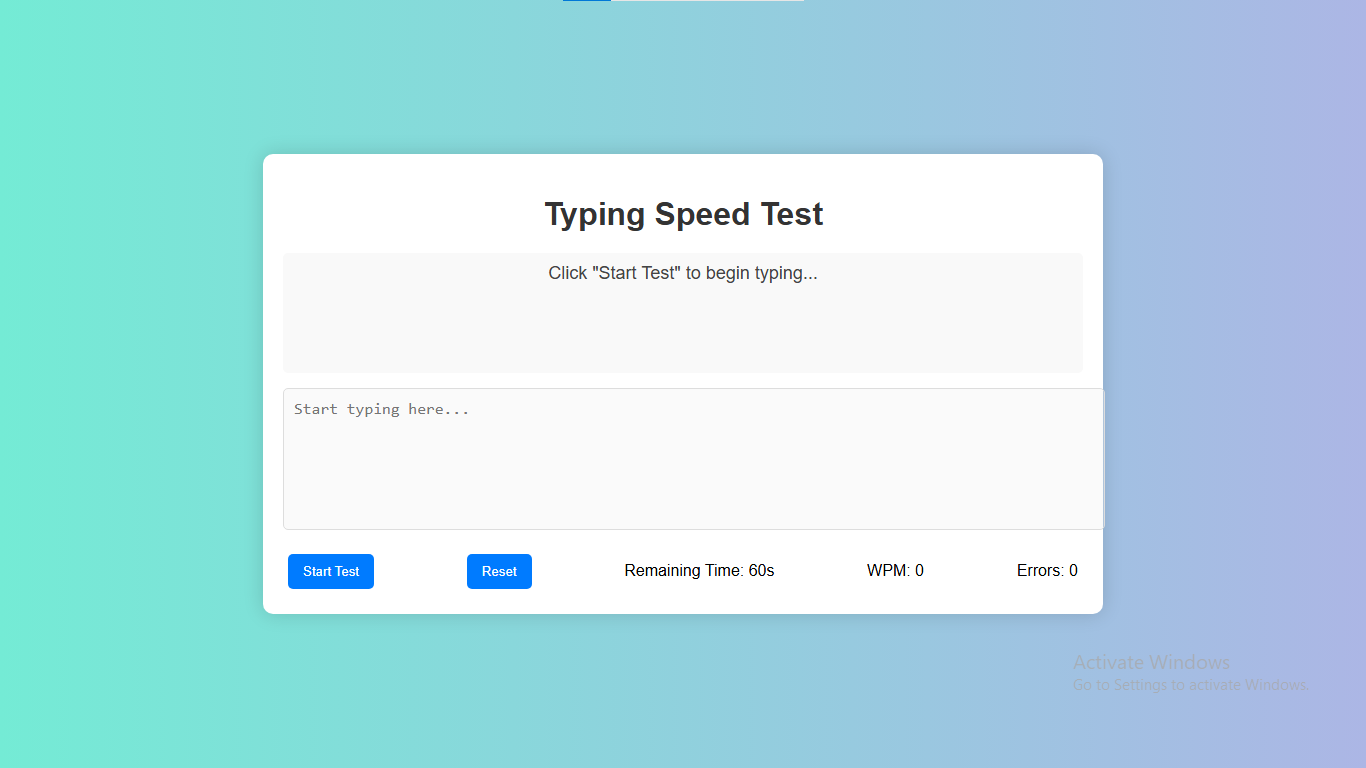 Typing Speed Test
Click "Start Test" to begin typing...
Start typing here...
Start Test Reset Remaining Time: 60s WPM: 0 Errors: 0
Activate Windows
Go to Settings to activate Windows.